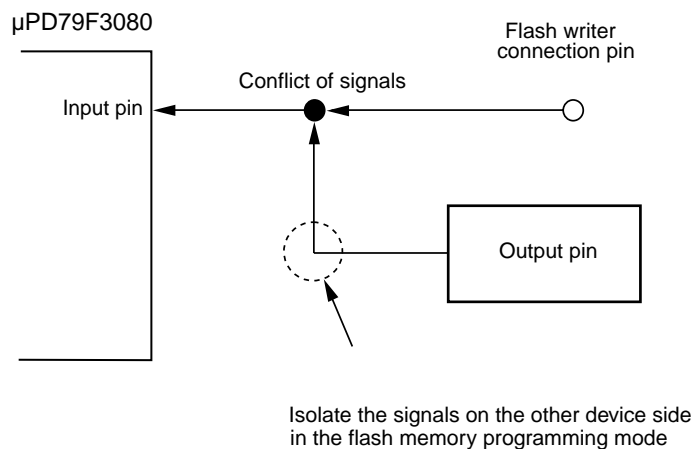 µPD79F3080
Flash writer
connection pin
Conflict of signals
Input pin
Output pin
Isolate the signals on the other device side
in the flash memory programming mode